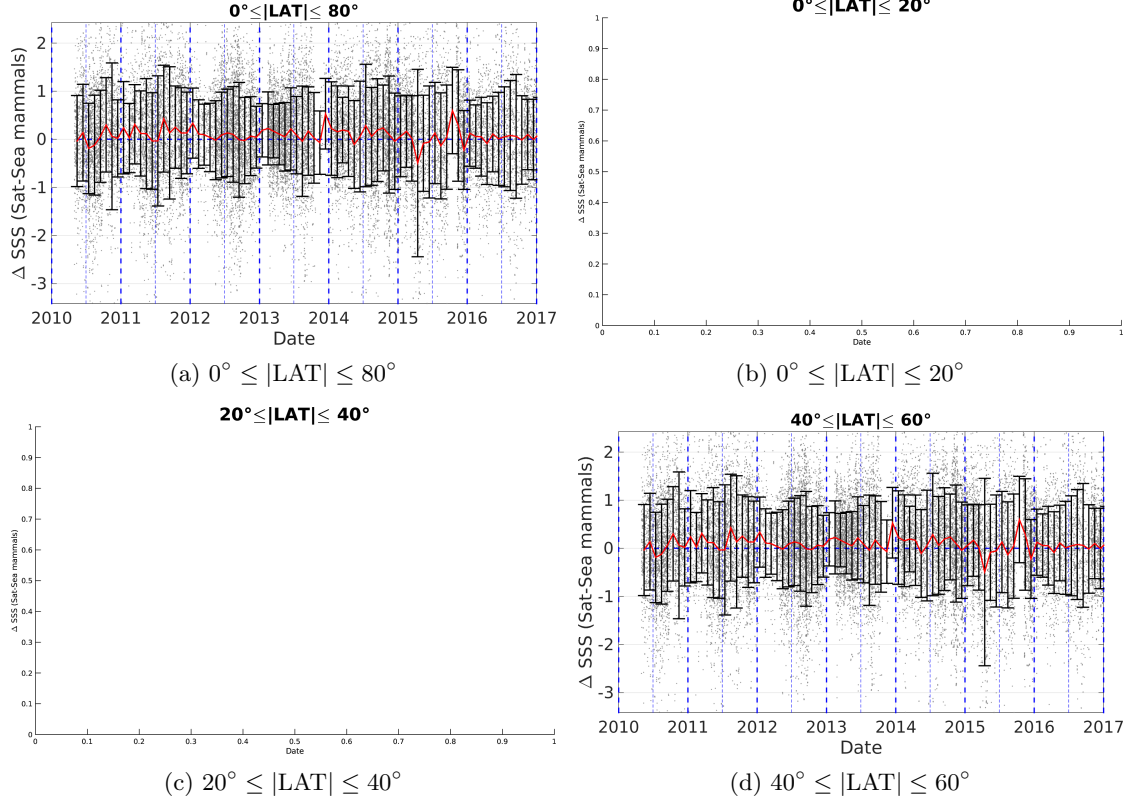 0°≤|LAT|≤ 80°
2
1
0
-1
-2
-3
Δ SSS (Sat-Sea mammals)
2010 2011 2012 2013 2014 2015 2016 2017
Date
(a) 0° ≤ |LAT| ≤ 80°
0°≤|LAT|≤ 20°
1
0.9
0.8
0.7
0.6
0.5
0.4
0.3
0.2
0.1
0
Δ SSS (Sat-Sea mammals)
0 0.1 0.2 0.3 0.4 0.5 0.6 0.7 0.8 0.9 1
Date
(b) 0° ≤ |LAT| ≤ 20°
20°≤|LAT|≤ 40°
1
0.9
0.8
0.7
0.6
0.5
0.4
0.3
0.2
0.1
0
Δ SSS (Sat-Sea mammals)
0 0.1 0.2 0.3 0.4 0.5 0.6 0.7 0.8 0.9 1
Date
(c) 20° ≤ |LAT| ≤ 40°
40°≤|LAT|≤ 60°
2
1
0
-1
-2
-3
Δ SSS (Sat-Sea mammals)
2010 2011 2012 2013 2014 2015 2016 2017
Date
(d) 40° ≤ |LAT| ≤ 60°